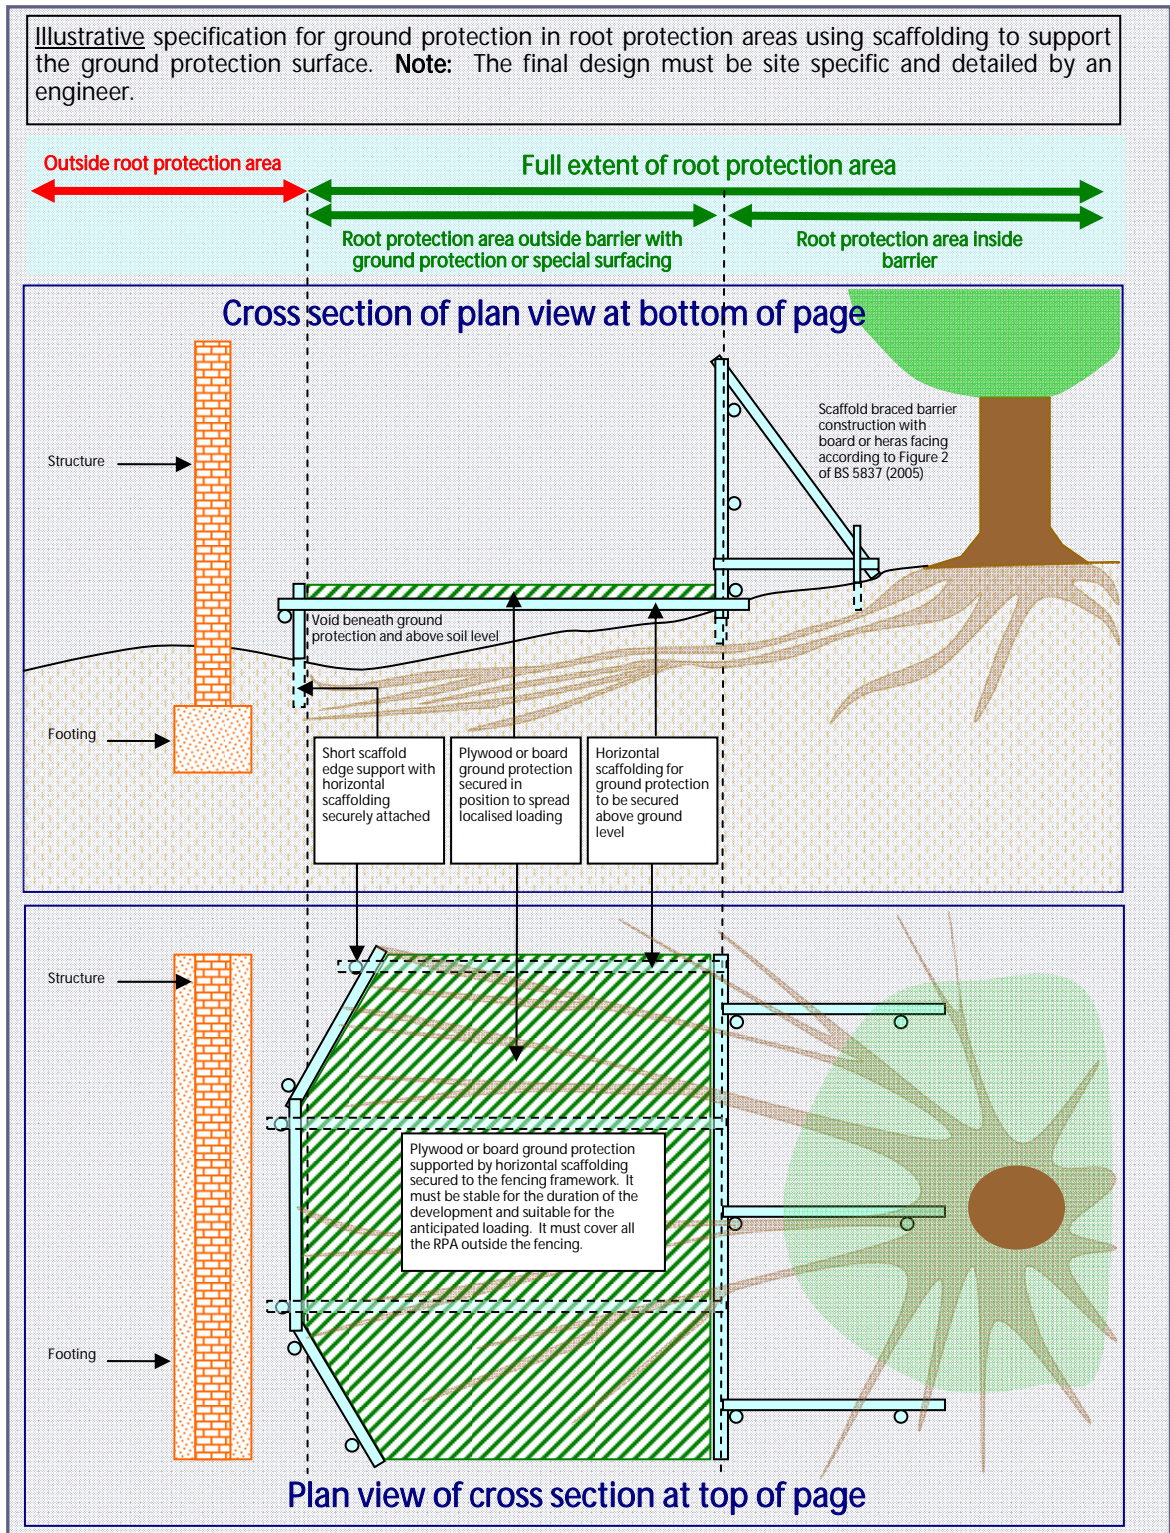 Illustrative specification for ground protection in root protection areas using scaffolding to support
the ground protection surface. Note: The final design must be site specific and detailed by an
engineer.
Outside root protection area
Full extent of root protection area
Root protection area outside barrier with
ground protection or special surfacing
Root protection area inside
barrier
Cross section of plan view at bottom of page
Structure
Scaffold braced barrier
construction with
board or heras facing
according to Figure 2
of BS 5837 (2005)
Void beneath ground
protection and above soil level
Footing
Short scaffold
edge support with
horizontal
scaffolding
securely attached
Plywood or board
ground protection
secured in
position to spread
localised loading
Horizontal
scaffolding for
ground protection
to be secured
above ground
level
Structure
Plywood or board ground protection
supported by horizontal scaffolding
secured to the fencing framework. It
must be stable for the duration of the
development and suitable for the
anticipated loading. It must cover all
the RPA outside the fencing.
Footing
Plan view of cross section at top of page